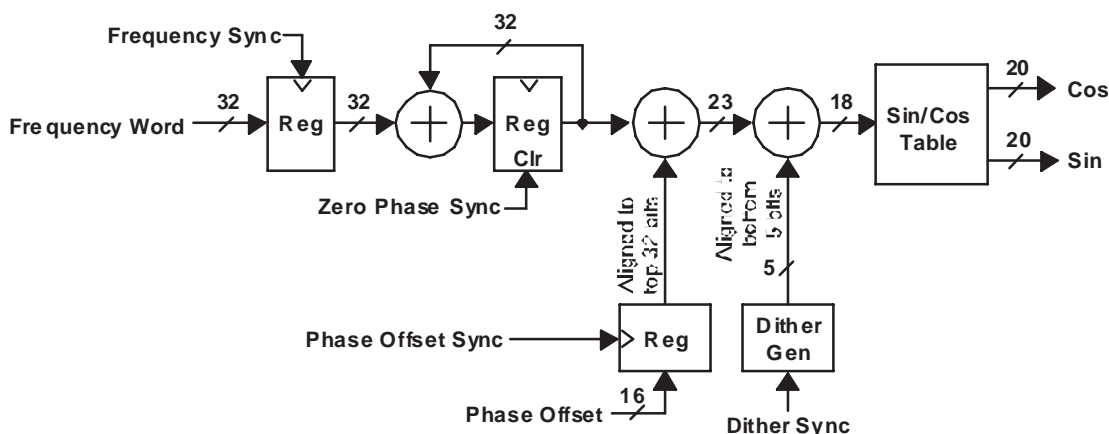 Frequency Sync
32
32
32
23
18
20
20
Cos
Sin
Frequency Word
Reg
Reg
Clr
Sin/Cos
Table
Zero Phase Sync
Aligned to
top 32 bits
Aligned to
bottom
5 bits
5
Phase Offset Sync
Reg
Dither
Gen
16
Phase Offset
Dither Sync